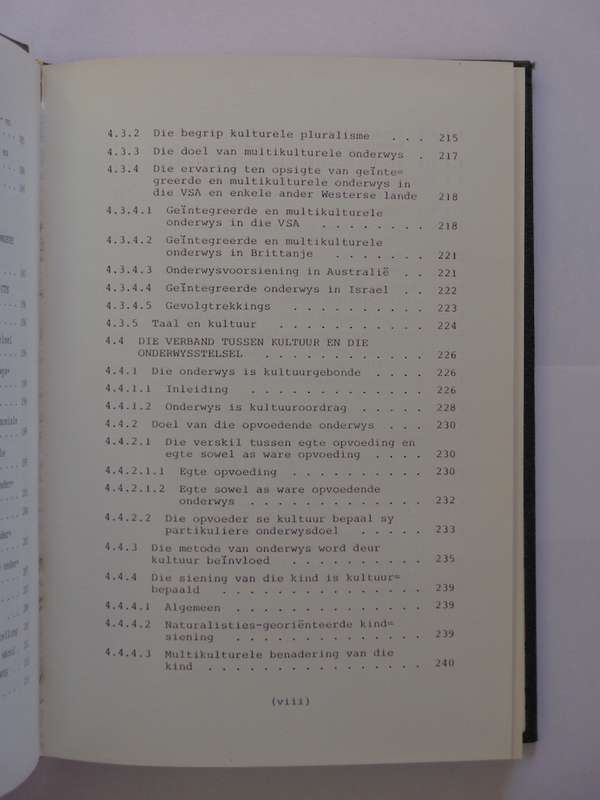 4.3.2 Die begrip kulturele pluralisme . . . 215
4.3.3 Die doel van multikulturele onderwys . 217
4.3.4 Die ervaring ten opsigte van geïnte=
greerde en multikulturele onderwys in
die VSA en enkele ander Westerse lande 218
4.3.4.1 Geïntegreerde en multikulturele
onderwys in die VSA . . . . . . . 218
4.3.4.2 Geïntegreerde en multikulturele
onderwys in Brittanje . . . . . . 221
4.3.4.3 Onderwysvoorsiening in Australië . . 221
4.3.4.4 Geïntegreerde onderwys in Israel . . 222
4.3.4.5 Gevolgtrekkings . . . . . . . . . . 223
4.3.5 Taal en kultuur . . . . . . . . . . . 224
4.4 DIE VERBAND TUSSEN KULTUUR EN DIE
ONDERWYSSTELSEL . . . . . . . . . . . 226
4.4.1 Die onderwys is kultuurgebonde . . . . 226
4.4.1.1 Inleiding . . . . . . . . . . . . . 226
4.4.1.2 Onderwys is kultuuroordrag . . . . . 228
4.4.2 Doel van die opvoedende onderwys . . . 230
4.4.2.1 Die verskil tussen egte opvoeding en
egte sowel as ware opvoeding . . . . 230
4.4.2.1.1 Egte opvoeding . . . . . . . . . . 230
4.4.2.1.2 Egte sowel as ware opvoedende
onderwys . . . . . . . . . . . . . 232
4.4.2.2 Die opvoeder se kultuur bepaal sy
partikuliere onderwysdoel . . . . . 233
4.4.3 Die metode van onderwys word deur
kultuur beïnvloed . . . . . . . . . . 235
4.4.4 Die siening van die kind is kultuur=
bepaald . . . . . . . . . . . . . . . 239
4.4.4.1 Algemeen . . . . . . . . . . . . . . 239
4.4.4.2 Naturalisties-georiënteerde kind=
siening . . . . . . . . . . . . . . 239
4.4.4.3 Multikulturele benadering van die
kind . . . . . . . . . . . . . . . . 240
(viii)